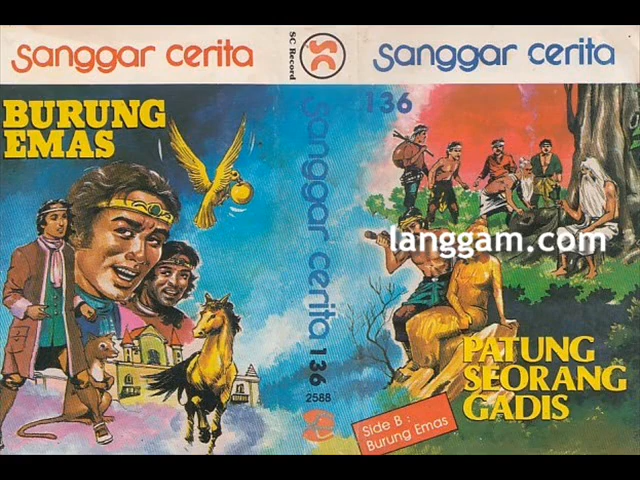 sanggar cerita
BURUNG
EMAS
SC
SC Record
sanggar cerita 136
2588
sanggar cerita
136
langgam.com
PATUNG
SEORANG
GADIS
Side B :
Burung Emas